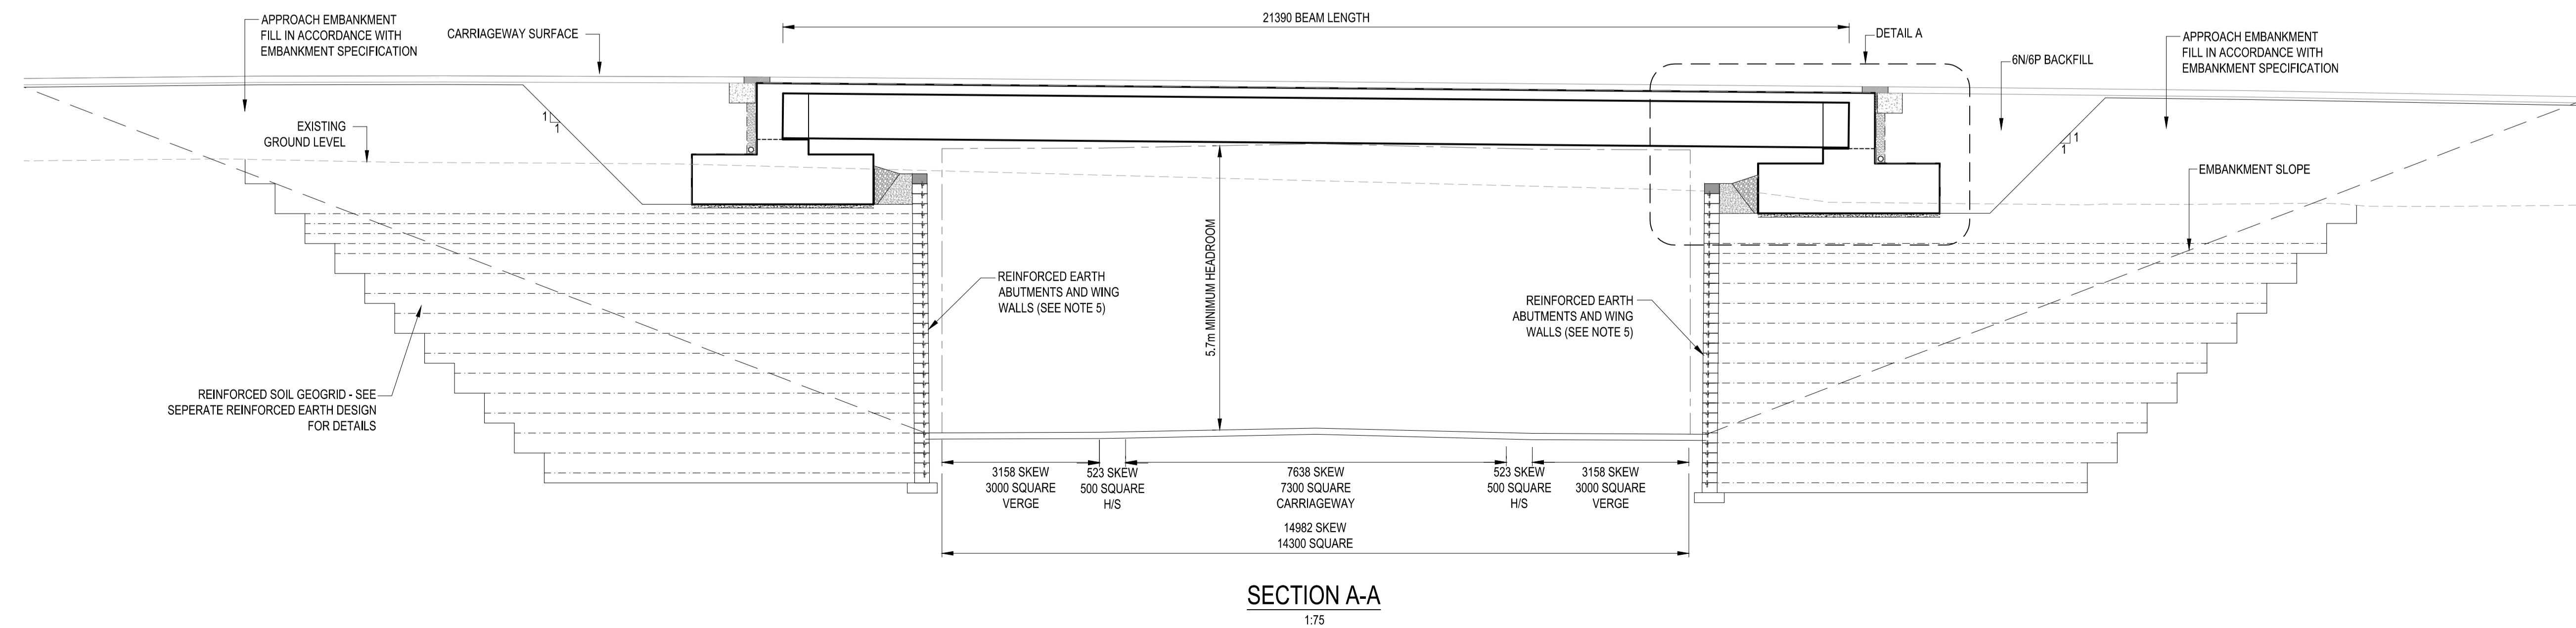 APPROACH EMBANKMENT
FILL IN ACCORDANCE WITH
EMBANKMENT SPECIFICATION
CARRIAGEWAY SURFACE
21390 BEAM LENGTH
DETAIL A
6N/6P BACKFILL
APPROACH EMBANKMENT
FILL IN ACCORDANCE WITH
EMBANKMENT SPECIFICATION
EXISTING
GROUND LEVEL
1
1
1
1
EMBANKMENT SLOPE
5.7m MINIMUM HEADROOM
REINFORCED EARTH
ABUTMENTS AND WING
WALLS (SEE NOTE 5)
REINFORCED EARTH
ABUTMENTS AND WING
WALLS (SEE NOTE 5)
REINFORCED SOIL GEOGRID - SEE
SEPERATE REINFORCED EARTH DESIGN
FOR DETAILS
3158 SKEW
3000 SQUARE
VERGE
523 SKEW
500 SQUARE
H/S
7638 SKEW
7300 SQUARE
CARRIAGEWAY
523 SKEW
500 SQUARE
H/S
3158 SKEW
3000 SQUARE
VERGE
14982 SKEW
14300 SQUARE
SECTION A-A
1:75